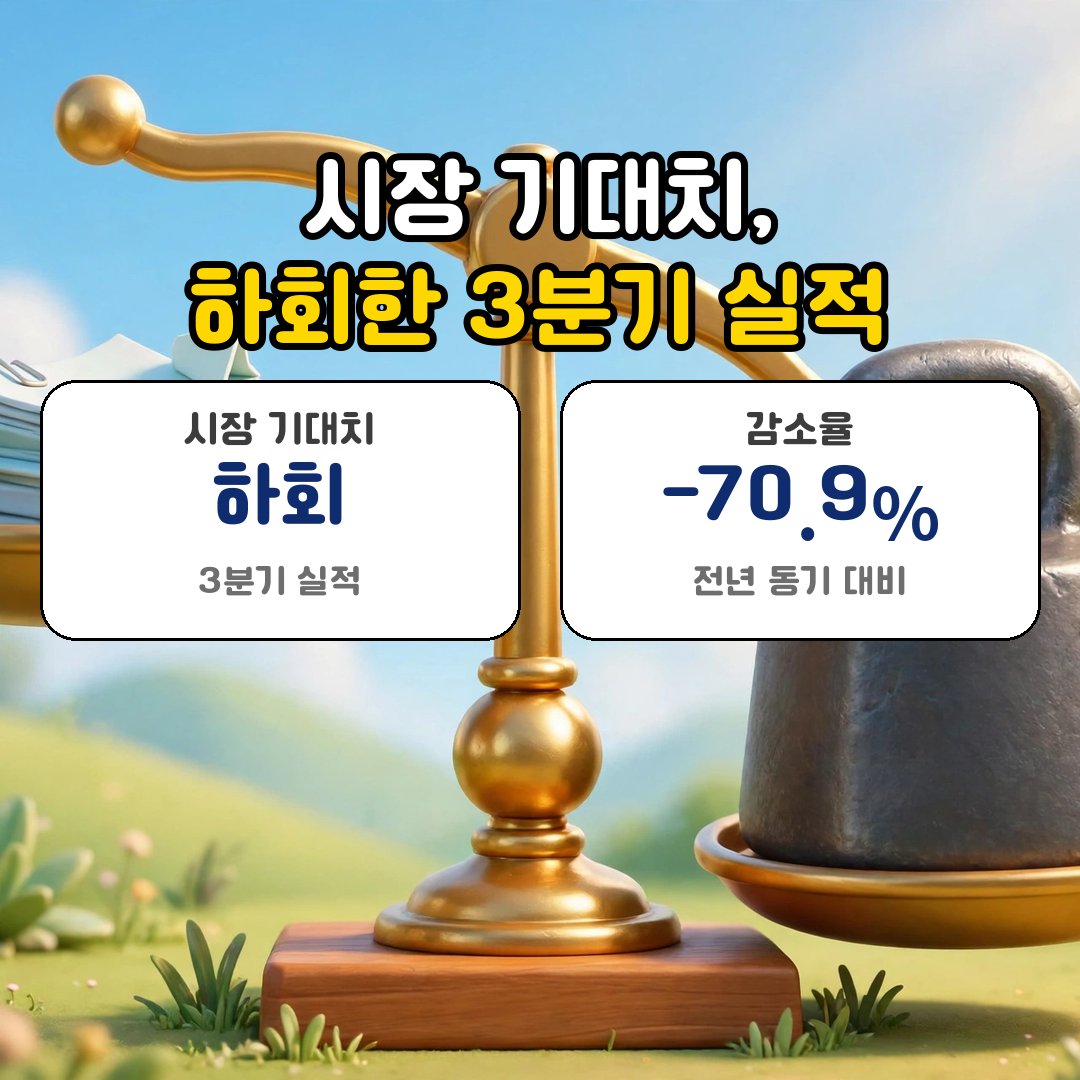 시장 기대치,
하회한 3분기 실적
시장 기대치
하회
3분기 실적
감소율
-70.9%
전년 동기 대비